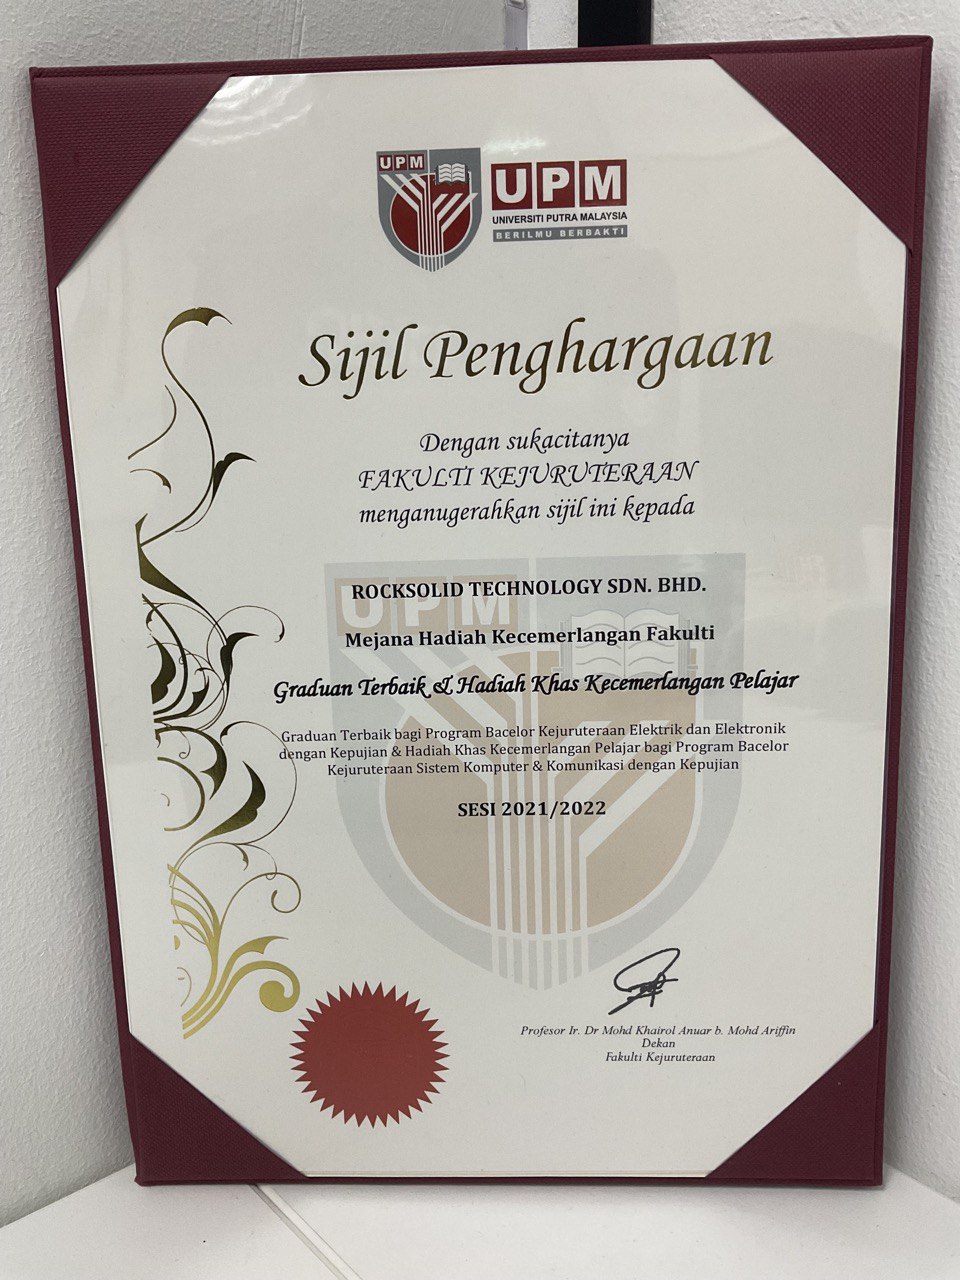 UPM
UPM
UNIVERSITI PUTRA MALAYSIA
BERILMU BERBAKTI
Sijil Penghargaan
Dengan sukacitanya
FAKULTI KEJURUTERAAN
menganugerahkan sijil ini kepada
UPM
ROCKSOLID TECHNOLOGY SDN. BHD.
Mejana Hadiah Kecemerlangan Fakulti
Graduan Terbaik & Hadiah Khas Kecemerlangan Pelajar
Graduan Terbaik bagi Program Bacelor Kejuruteraan Elektrik dan Elektronik
dengan Kepujian & Hadiah Khas Kecemerlangan Pelajar bagi Program Bacelor
Kejuruteraan Sistem Komputer & Komunikasi dengan Kepujian
SESI 2021/2022
Profesor Ir. Dr Mohd Khairol Anuar b. Mohd Ariffin
Dekan
Fakulti Kejuruteraan